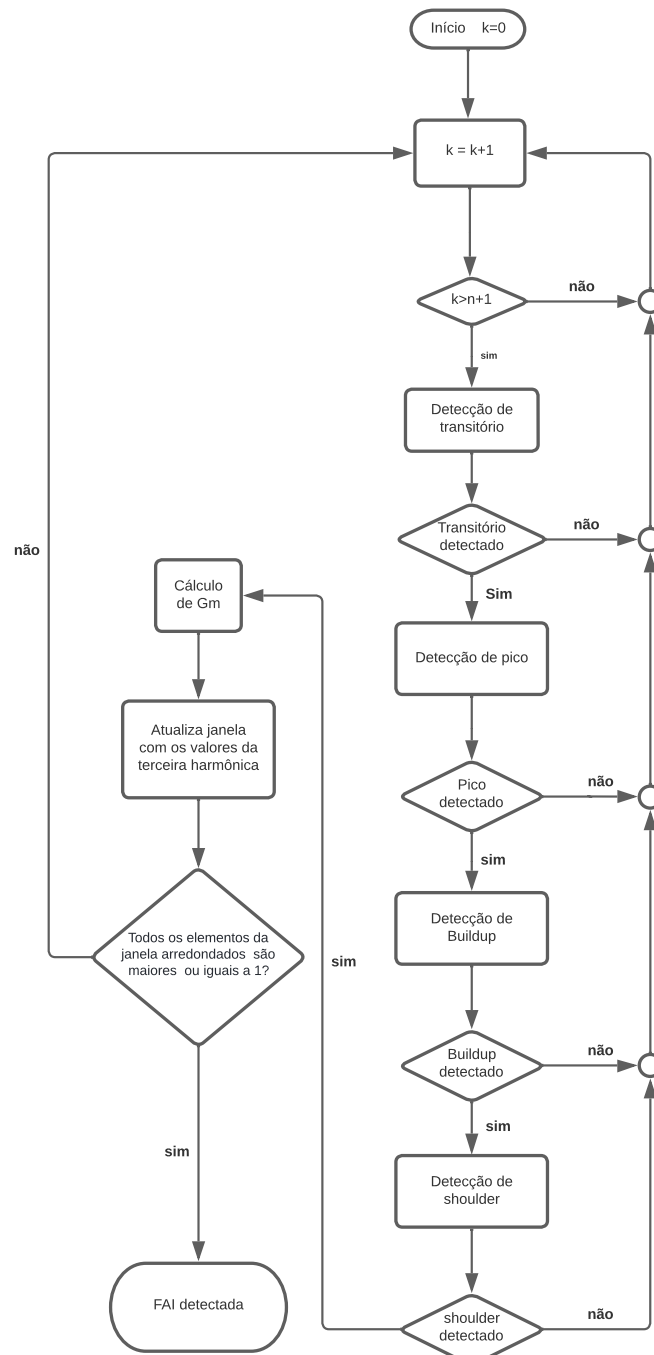 Início k=0
k = k+1
k>n+1
não
sim
Detecção de
transitório
Transitório
detectado
não
Sim
Detecção de pico
Pico
detectado
não
sim
Detecção de
Buildup
Buildup
detectado
não
sim
Detecção de
shoulder
shoulder
detectado
não
sim
Cálculo
de Gm
Atualiza janela
com os valores da
terceira harmônica
Todos os elementos da
janela arredondados são
maiores ou iguais a 1?
não
sim
FAI detectada